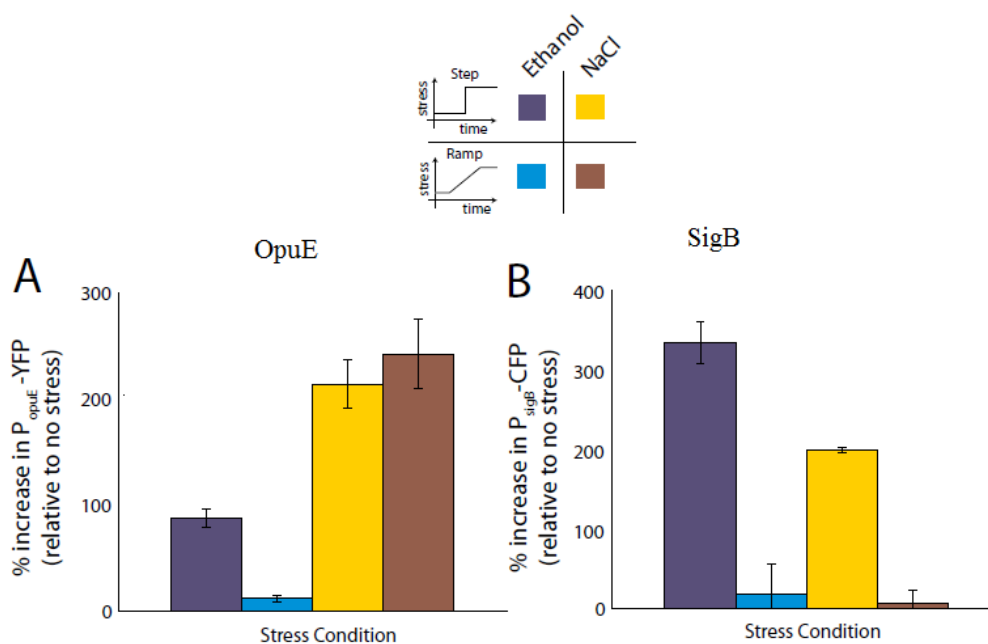 Ethanol
NaCl
Step
stress
time
Ramp
stress
time
OpuE
SigB
A
B
% increase in PopuE-YFP
(relative to no stress)
300
200
100
0
Stress Condition
% increase in PsigB-CFP
(relative to no stress)
400
300
200
100
0
Stress Condition